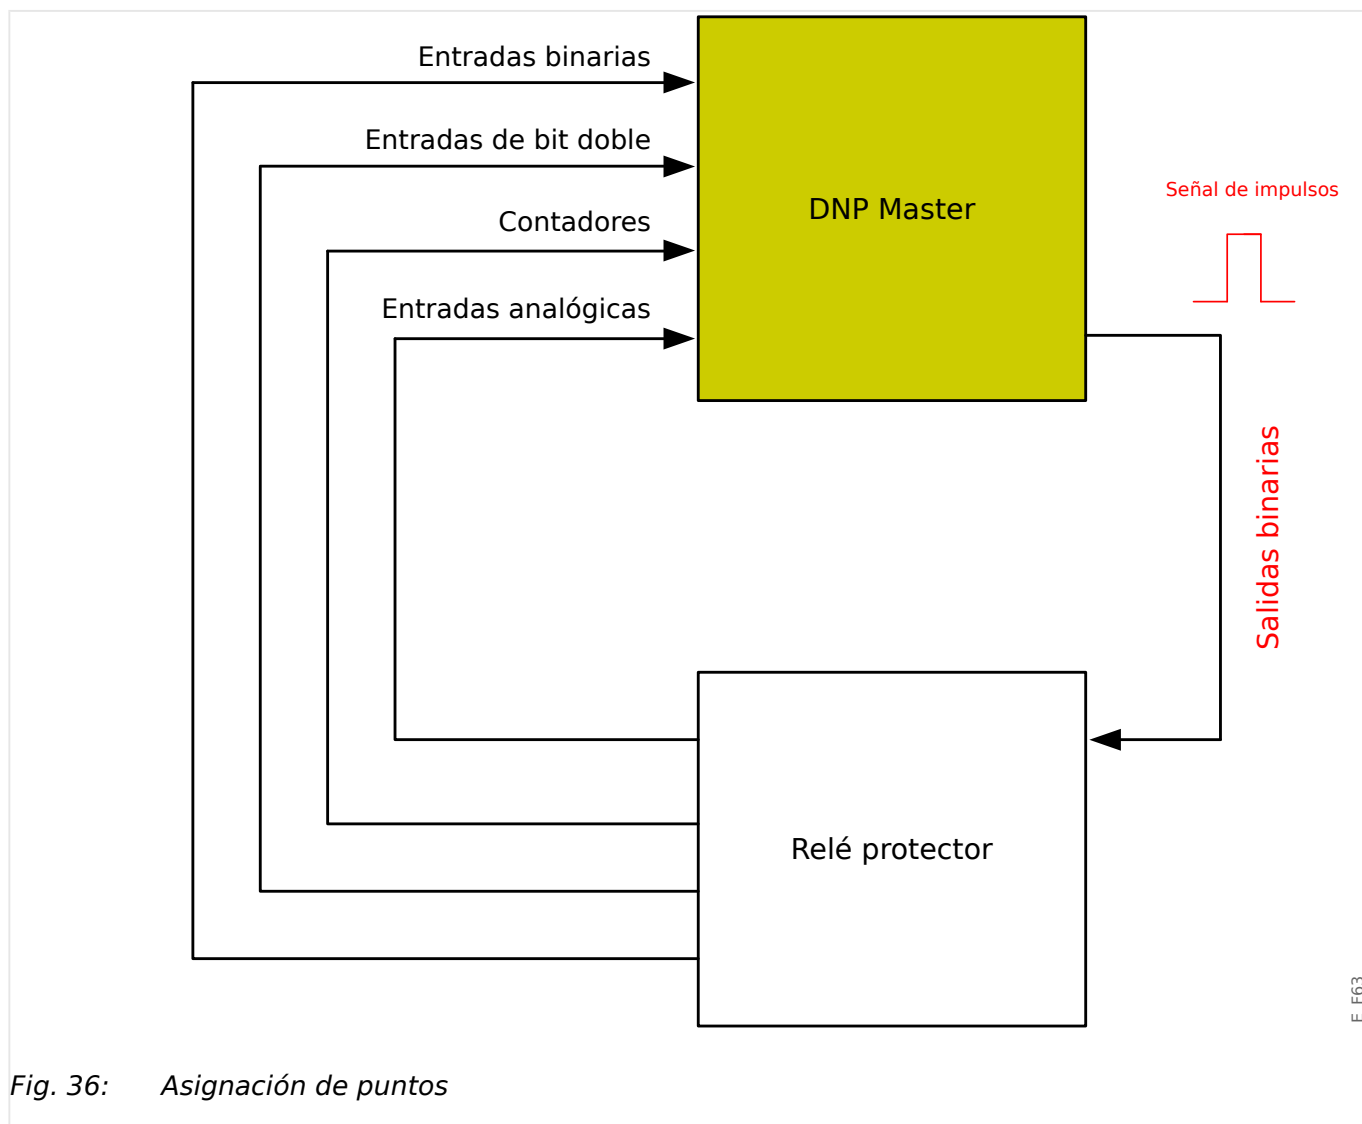 Entradas binarias
Entradas de bit doble
Contadores
Entradas analógicas
DNP Master
Señal de impulsos
Salidas binarias
Relé protector
E_F63
Fig. 36: Asignación de puntos